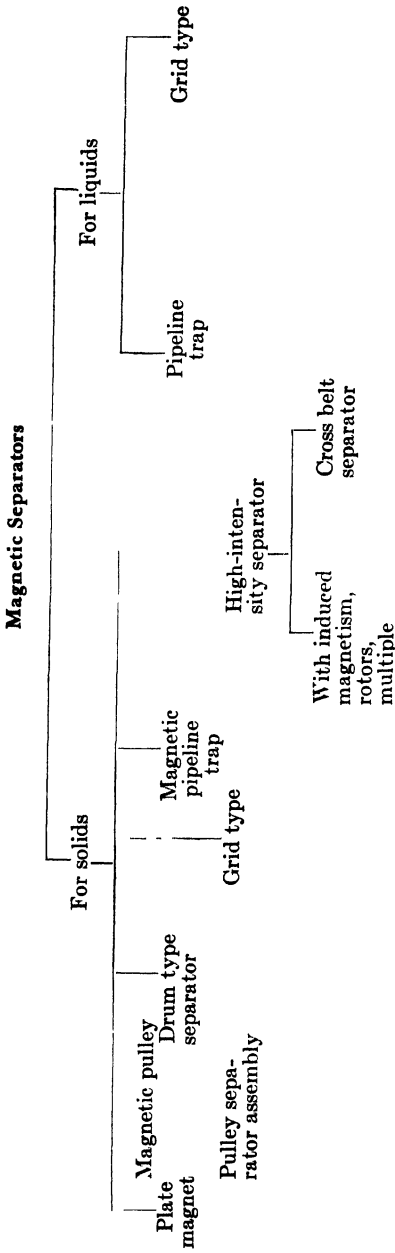 Magnetic Separators
For solids
For liquids
Plate
magnet
Magnetic pulley
Pulley sepa-
rator assembly
Drum type
separator
Grid type
Magnetic
pipeline
trap
High-inten-
sity separator
With induced
magnetism,
rotors,
multiple
Cross belt
separator
Pipeline
trap
Grid type